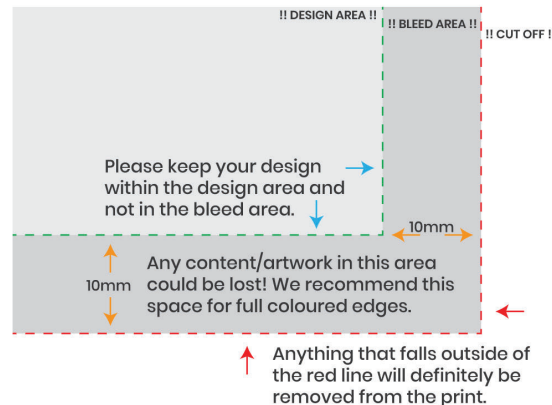 !! DESIGN AREA !!
!! BLEED AREA !!
!! CUT OFF !
Please keep your design
within the design area and
not in the bleed area.
10mm
Any content/artwork in this area
could be lost! We recommend this
space for full coloured edges.
10mm
Anything that falls outside of
the red line will definitely be
removed from the print.